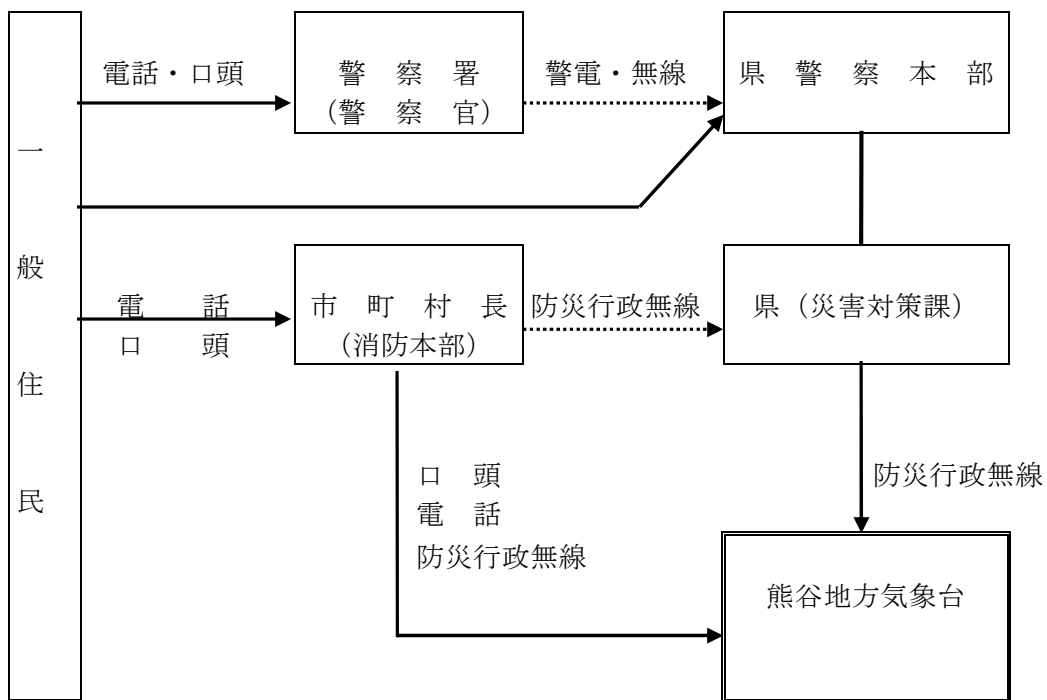 一般住民
電話・口頭
警察署
（警察官）
警電・無線
県警察本部
電話
口頭
市町村長
（消防本部）
防災行政無線
県（災害対策課）
口頭
電話
防災行政無線
防災行政無線
熊谷地方気象台